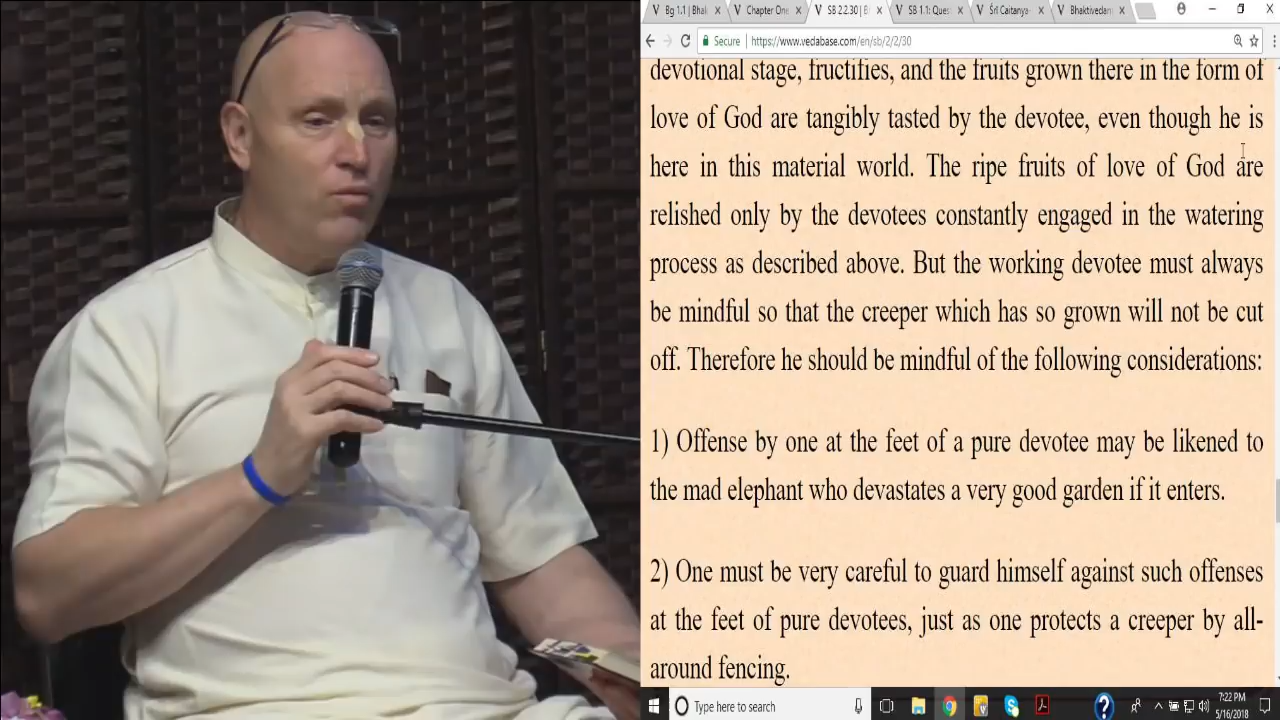 Bg 1.1 | Bhak
Chapter One
SB 2.2.30 | B
SB 1.1: Ques
Śrī Caitanya-
Bhaktivedan
Secure
https://www.vedabase.com/en/sb/2/2/30
devotional stage, fructifies, and the fruits grown there in the form of
love of God are tangibly tasted by the devotee, even though he is
here in this material world. The ripe fruits of love of God are
relished only by the devotees constantly engaged in the watering
process as described above. But the working devotee must always
be mindful so that the creeper which has so grown will not be cut
off. Therefore he should be mindful of the following considerations:
1) Offense by one at the feet of a pure devotee may be likened to
the mad elephant who devastates a very good garden if it enters.
2) One must be very careful to guard himself against such offenses
at the feet of pure devotees, just as one protects a creeper by all-
around fencing.
Type here to search
7:22 PM
5/16/2018